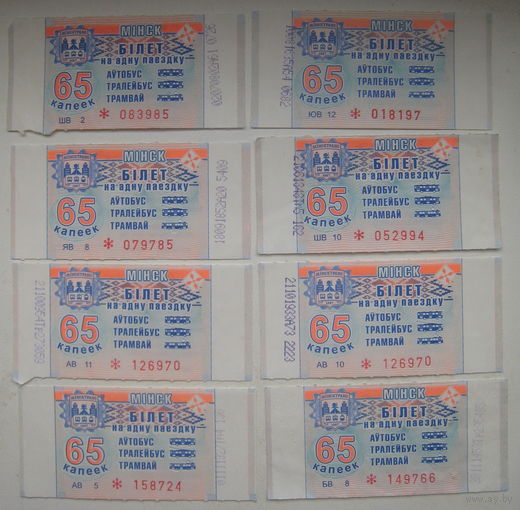 МІНСК
БІЛЕТ
на адну паездку
65 капеек
АЎТОБУС
ТРАЛЕЙБУС
ТРАМВАЙ
ШВ 2 * 083985
МІНСК
БІЛЕТ
на адну паездку
65 капеек
АЎТОБУС
ТРАЛЕЙБУС
ТРАМВАЙ
ЮВ 12 * 018197
МІНСК
БІЛЕТ
на адну паездку
65 капеек
АЎТОБУС
ТРАЛЕЙБУС
ТРАМВАЙ
ЯВ 8 * 079785
МІНСК
БІЛЕТ
на адну паездку
65 капеек
АЎТОБУС
ТРАЛЕЙБУС
ТРАМВАЙ
ШВ 10 * 052994
МІНСК
БІЛЕТ
на адну паездку
65 капеек
АЎТОБУС
ТРАЛЕЙБУС
ТРАМВАЙ
АВ 11 * 126970
МІНСК
БІЛЕТ
на адну паездку
65 капеек
АЎТОБУС
ТРАЛЕЙБУС
ТРАМВАЙ
АВ 10 * 126970
МІНСК
БІЛЕТ
на адну паездку
65 капеек
АЎТОБУС
ТРАЛЕЙБУС
ТРАМВАЙ
АВ 5 * 158724
МІНСК
БІЛЕТ
на адну паездку
65 капеек
АЎТОБУС
ТРАЛЕЙБУС
ТРАМВАЙ
БВ 8 * 149766
ay.by